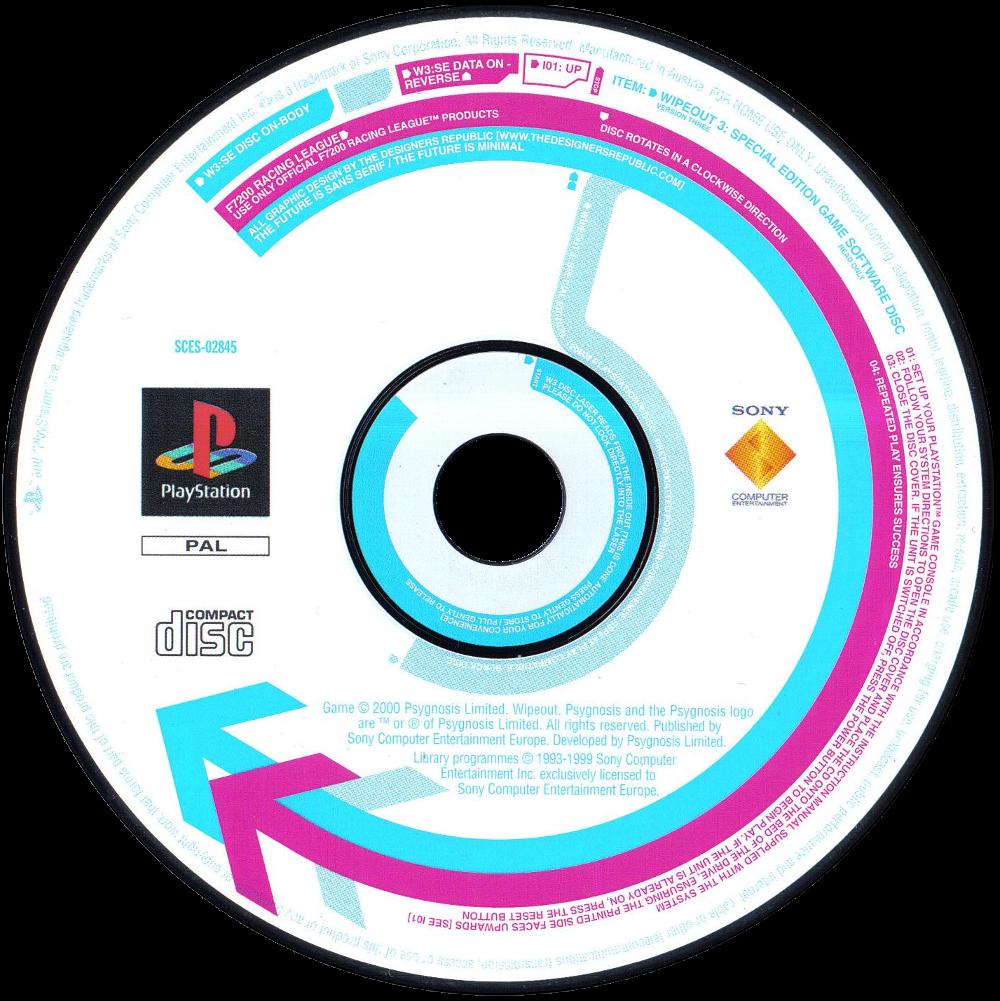 is a trademark of Sony Corporation. All Rights Reserved. Manufactured in Austria. FOR HOME USE ONLY. Unauthorised copying, adaptation, rental, lending, distribution, extraction, re-sale, arcade use, charging for use, broadcast, public performance and internet, cable or other telecommunications transmission, access or use of this product or any
copyright work that forms part of this product are prohibited.
are registered trademarks of Sony Computer Entertainment Inc.
W3:SE DISC ON-BODY
W3:SE DATA ON -
REVERSE
I01: UP
STOP
ITEM: WIPEOUT 3: SPECIAL EDITION GAME SOFTWARE DISC
VERSION THREE
READ ONLY
F7200 RACING LEAGUE
USE ONLY OFFICIAL F7200 RACING LEAGUE™ PRODUCTS
DISC ROTATES IN A CLOCKWISE DIRECTION
ALL GRAPHIC DESIGN BY THE DESIGNERS REPUBLIC [WWW.THEDESIGNERSREPUBLIC.COM]
THE FUTURE IS SANS SERIF / THE FUTURE IS MINIMAL
01: SET UP YOUR PLAYSTATION™ GAME CONSOLE IN ACCORDANCE WITH THE INSTRUCTION MANUAL SUPPLIED WITH THE SYSTEM
02: FOLLOW YOUR SYSTEM DIRECTIONS TO OPEN THE DISC COVER AND PLACE THE CD ONTO THE BED OF THE DRIVE, ENSURING THE PRINTED SIDE FACES UPWARDS [SEE I01]
03: CLOSE THE DISC COVER. IF THE UNIT IS SWITCHED OFF, PRESS THE POWER BUTTON TO BEGIN PLAY. IF THE UNIT IS ALREADY ON, PRESS THE RESET BUTTON
04: REPEATED PLAY ENSURES SUCCESS
SCES-02845
PlayStation
PAL
COMPACT
disc
START
W3 DISC LASER READS FROM THE INSIDE OUT [THIS IS DONE AUTOMATICALLY FOR YOUR CONVENIENCE]
*PLEASE DO NOT LOOK DIRECTLY INTO THE LASER
PRESS GENTLY TO STORE / PULL GENTLY TO RELEASE
SONY
COMPUTER
ENTERTAINMENT
Game © 2000 Psygnosis Limited. Wipeout, Psygnosis and the Psygnosis logo
are ™ or ® of Psygnosis Limited. All rights reserved. Published by
Sony Computer Entertainment Europe. Developed by Psygnosis Limited.
Library programmes © 1993-1999 Sony Computer
Entertainment Inc. exclusively licensed to
Sony Computer Entertainment Europe.